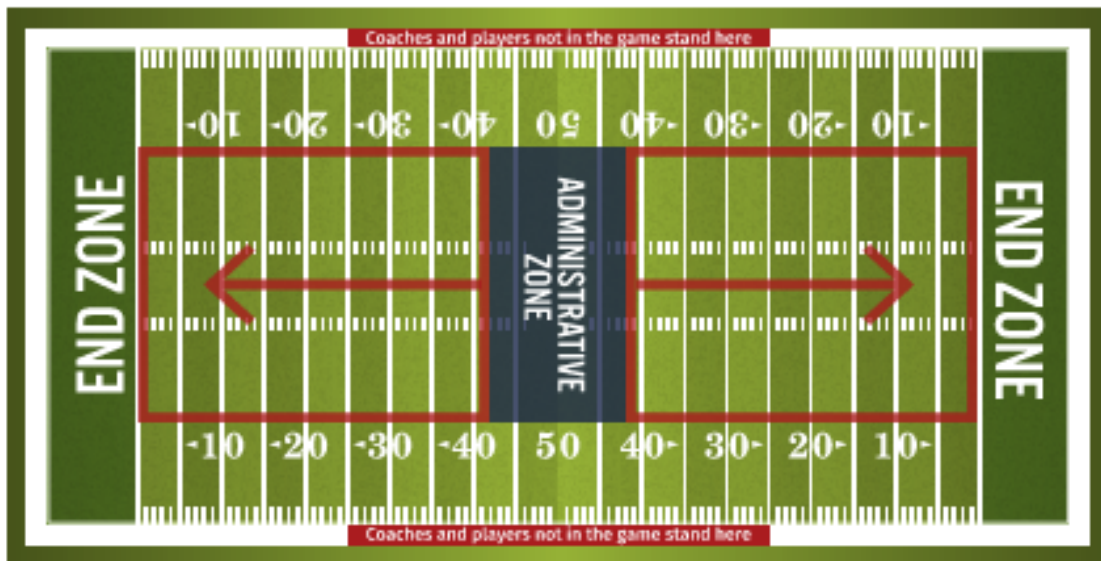 Coaches and players not in the game stand here
10 20 30 40 50 40 30 20 10
END ZONE
ADMINISTRATIVE
ZONE
END ZONE
10 20 30 40 50 40 30 20 10
Coaches and players not in the game stand here